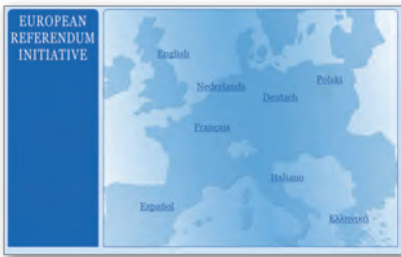 EUROPEAN
REFERENDUM
INITIATIVE
English
Polski
Nederlands
Deutsch
Français
Italiano
Español
Ελληνικά